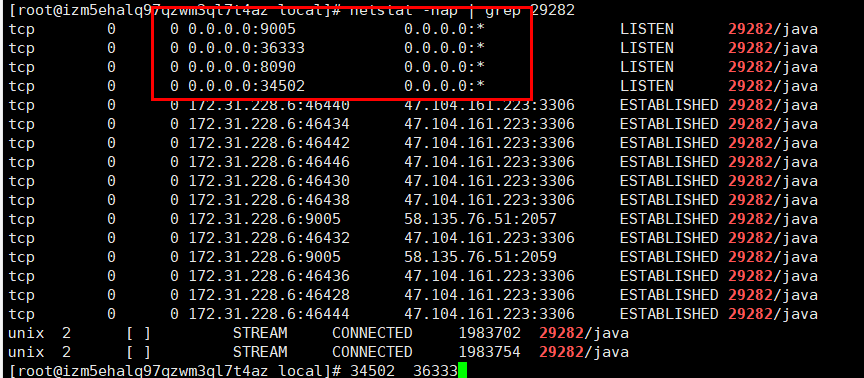 [root@izm5ehalq97qzwm3ql7t4az local]# netstat -nap | grep 29282
tcp 0 0 0.0.0.0:9005 0.0.0.0:* LISTEN 29282/java
tcp 0 0 0.0.0.0:36333 0.0.0.0:* LISTEN 29282/java
tcp 0 0 0.0.0.0:8090 0.0.0.0:* LISTEN 29282/java
tcp 0 0 0.0.0.0:34502 0.0.0.0:* LISTEN 29282/java
tcp 0 0 172.31.228.6:46440 47.104.161.223:3306 ESTABLISHED 29282/java
tcp 0 0 172.31.228.6:46434 47.104.161.223:3306 ESTABLISHED 29282/java
tcp 0 0 172.31.228.6:46442 47.104.161.223:3306 ESTABLISHED 29282/java
tcp 0 0 172.31.228.6:46446 47.104.161.223:3306 ESTABLISHED 29282/java
tcp 0 0 172.31.228.6:46430 47.104.161.223:3306 ESTABLISHED 29282/java
tcp 0 0 172.31.228.6:46438 47.104.161.223:3306 ESTABLISHED 29282/java
tcp 0 0 172.31.228.6:9005 58.135.76.51:2057 ESTABLISHED 29282/java
tcp 0 0 172.31.228.6:46432 47.104.161.223:3306 ESTABLISHED 29282/java
tcp 0 0 172.31.228.6:9005 58.135.76.51:2059 ESTABLISHED 29282/java
tcp 0 0 172.31.228.6:46436 47.104.161.223:3306 ESTABLISHED 29282/java
tcp 0 0 172.31.228.6:46428 47.104.161.223:3306 ESTABLISHED 29282/java
tcp 0 0 172.31.228.6:46444 47.104.161.223:3306 ESTABLISHED 29282/java
unix 2 [ ] STREAM CONNECTED 1983702 29282/java
unix 2 [ ] STREAM CONNECTED 1983754 29282/java
[root@izm5ehalq97qzwm3ql7t4az local]# 34502 36333